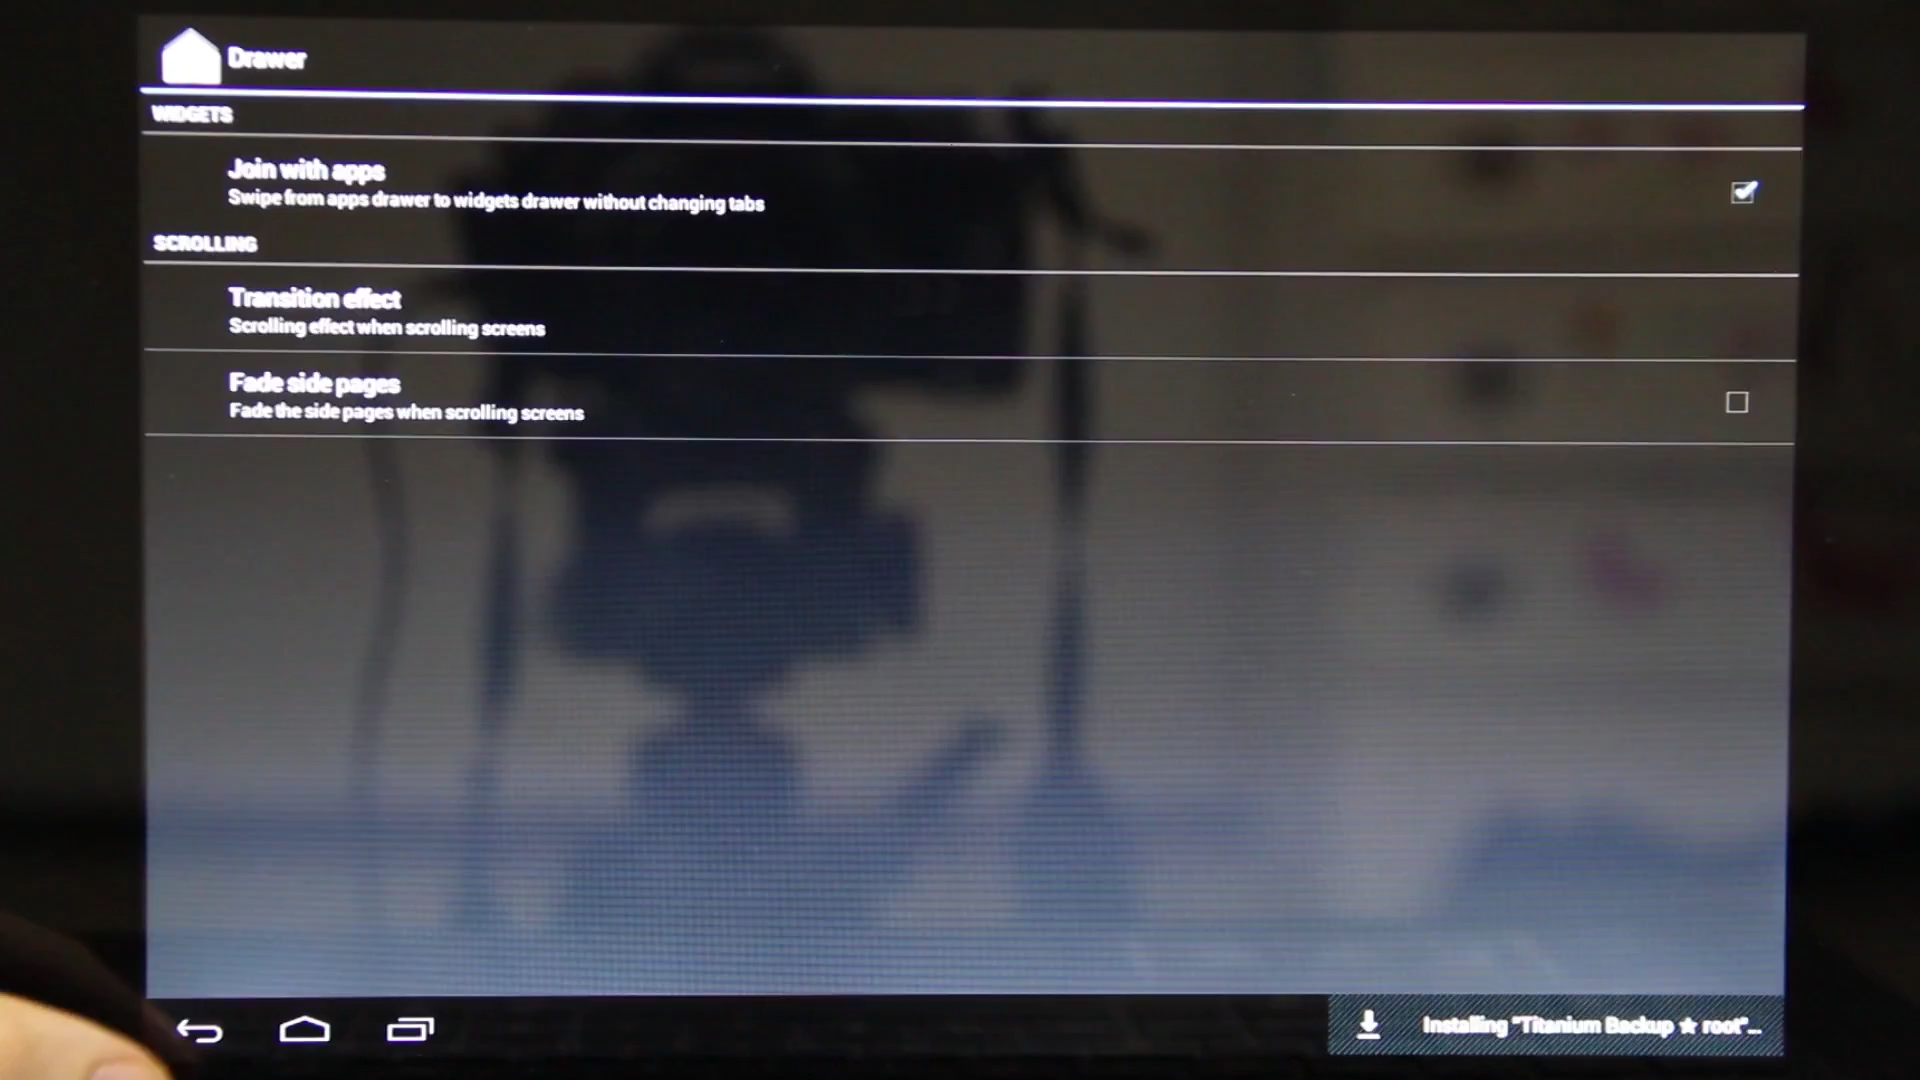 Drawer
WIDGETS
Join with apps
Swipe from apps drawer to widgets drawer without changing tabs
SCROLLING
Transition effect
Scrolling effect when scrolling screens
Fade side pages
Fade the side pages when scrolling screens
Installing "Titanium Backup ★ root"...